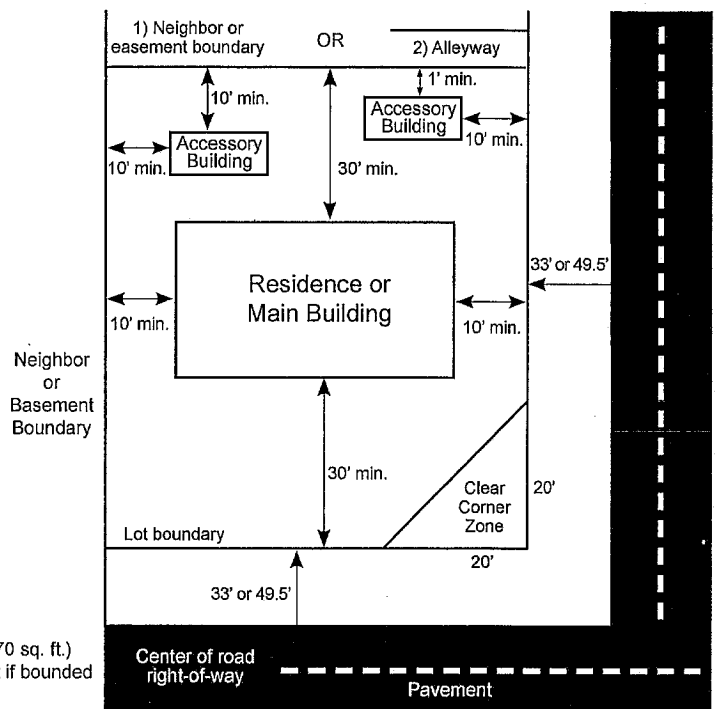 1) Neighbor or
easement boundary
OR
2) Alleyway
10' min.
1' min.
Accessory
Building
Accessory
Building
10' min.
30' min.
10' min.
33' or 49.5'
Residence or
Main Building
10' min.
10' min.
Neighbor
or
Basement
Boundary
30' min.
Clear
Corner
Zone
20'
Lot boundary
20'
33' or 49.5'
70 sq. ft.)
if bounded
Center of road
right-of-way
Pavement